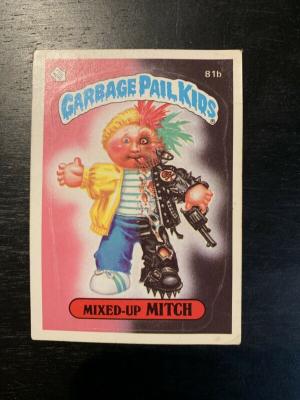 81b
GARBAGE PAIL KIDS
MIXED-UP MITCH